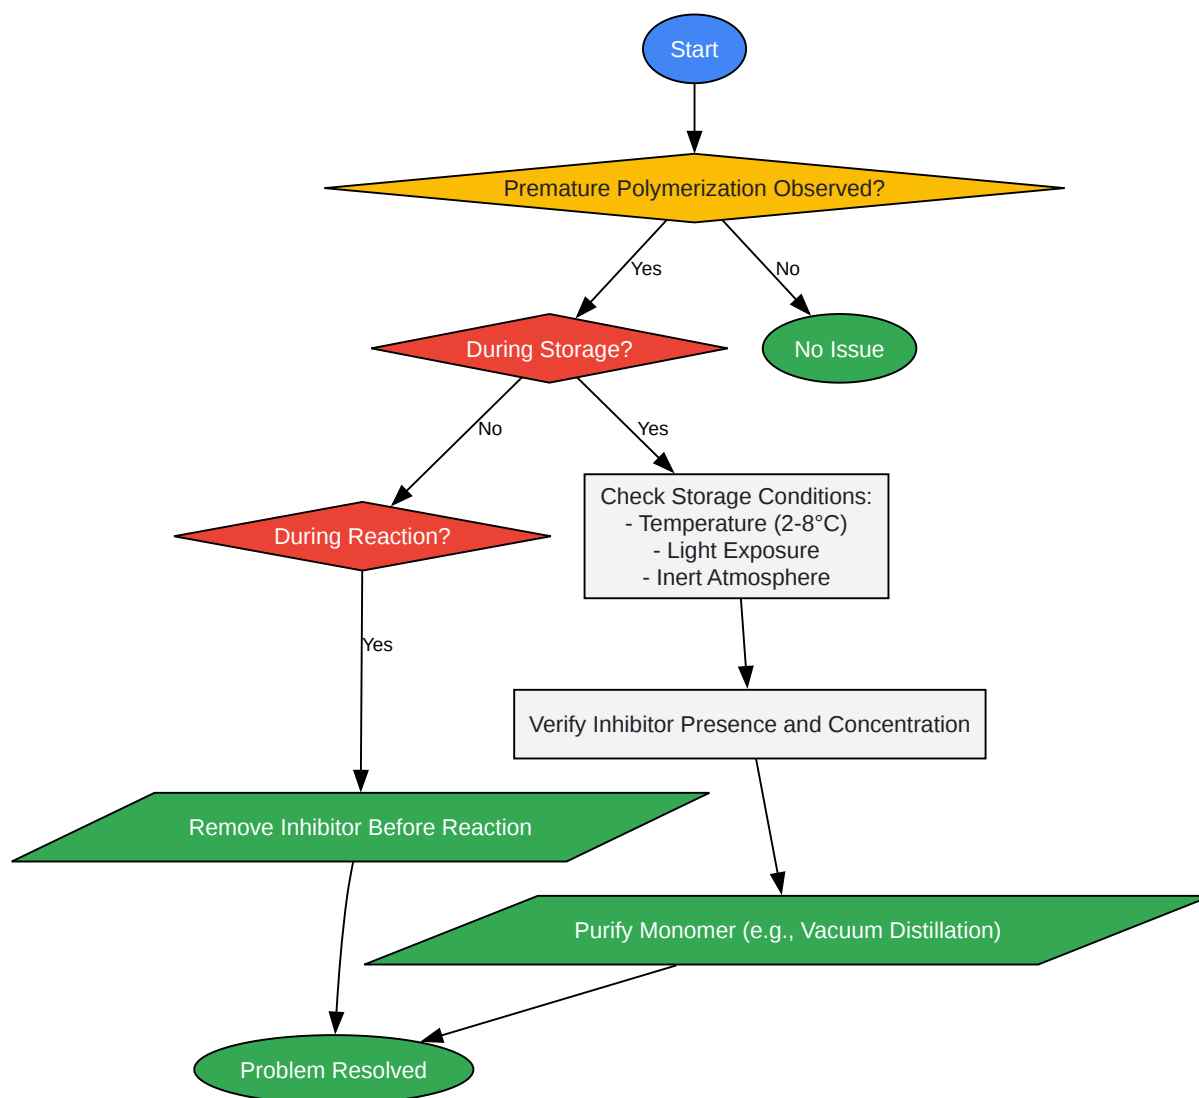 Start
Premature Polymerization Observed?
Yes
No
During Storage?
No Issue
No
Yes
Check Storage Conditions:
- Temperature (2-8°C)
- Light Exposure
- Inert Atmosphere
During Reaction?
Yes
Verify Inhibitor Presence and Concentration
Remove Inhibitor Before Reaction
Purify Monomer (e.g., Vacuum Distillation)
Problem Resolved